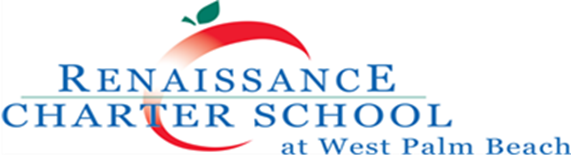 RENAISSANCE
CHARTER SCHOOL
at West Palm Beach